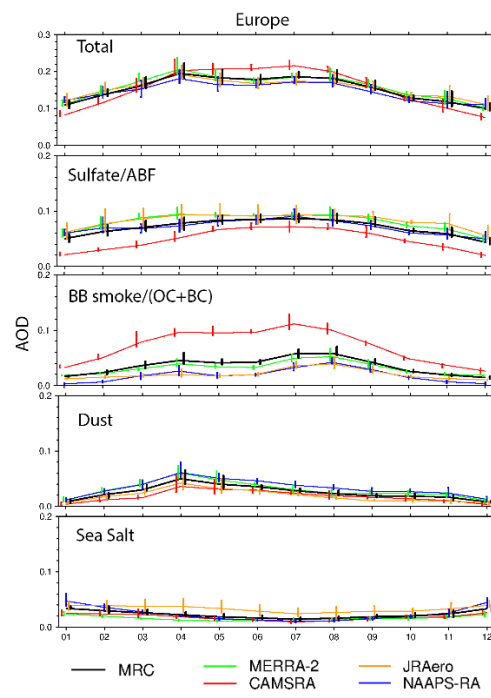 Europe
Total
0.3
0.2
0.1
0.0
Sulfate/ABF
0.2
0.1
0.0
BB smoke/(OC+BC)
0.2
0.1
0.0
AOD
Dust
0.2
0.1
0.0
Sea Salt
0.2
0.1
0.0
01 02 03 04 05 06 07 08 09 10 11 12
MRC MERRA-2 JRAero
CAMSRA NAAPS-RA